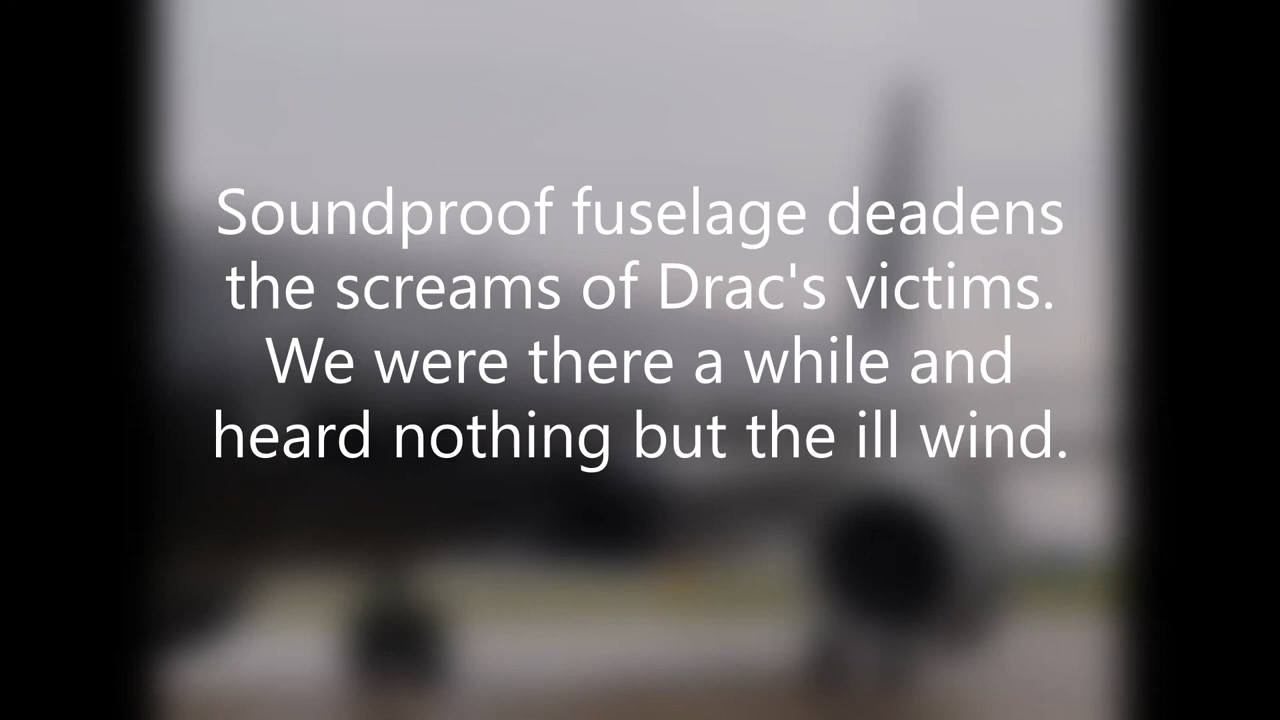 Soundproof fuselage deadens
the screams of Drac's victims.
We were there a while and
heard nothing but the ill wind.